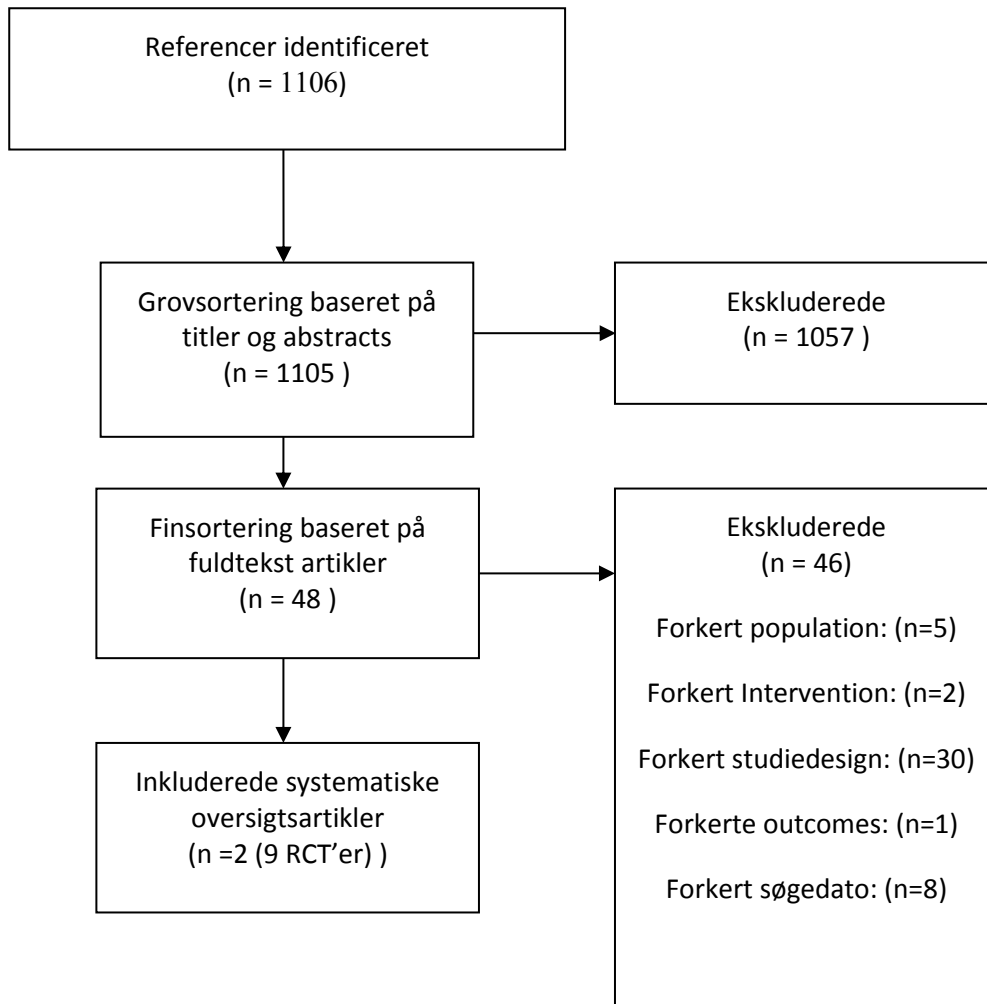 Referencer identificeret
(n = 1106)
Grovsortering baseret på
titler og abstracts
(n = 1105 )
Ekskluderede
(n = 1057 )
Finsortering baseret på
fuldtekst artikler
(n = 48 )
Ekskluderede
(n = 46)
Forkert population: (n=5)
Forkert Intervention: (n=2)
Forkert studiedesign: (n=30)
Forkerte outcomes: (n=1)
Forkert søgedato: (n=8)
Inkluderede systematiske
oversigtsartikler
(n =2 (9 RCT’er) )